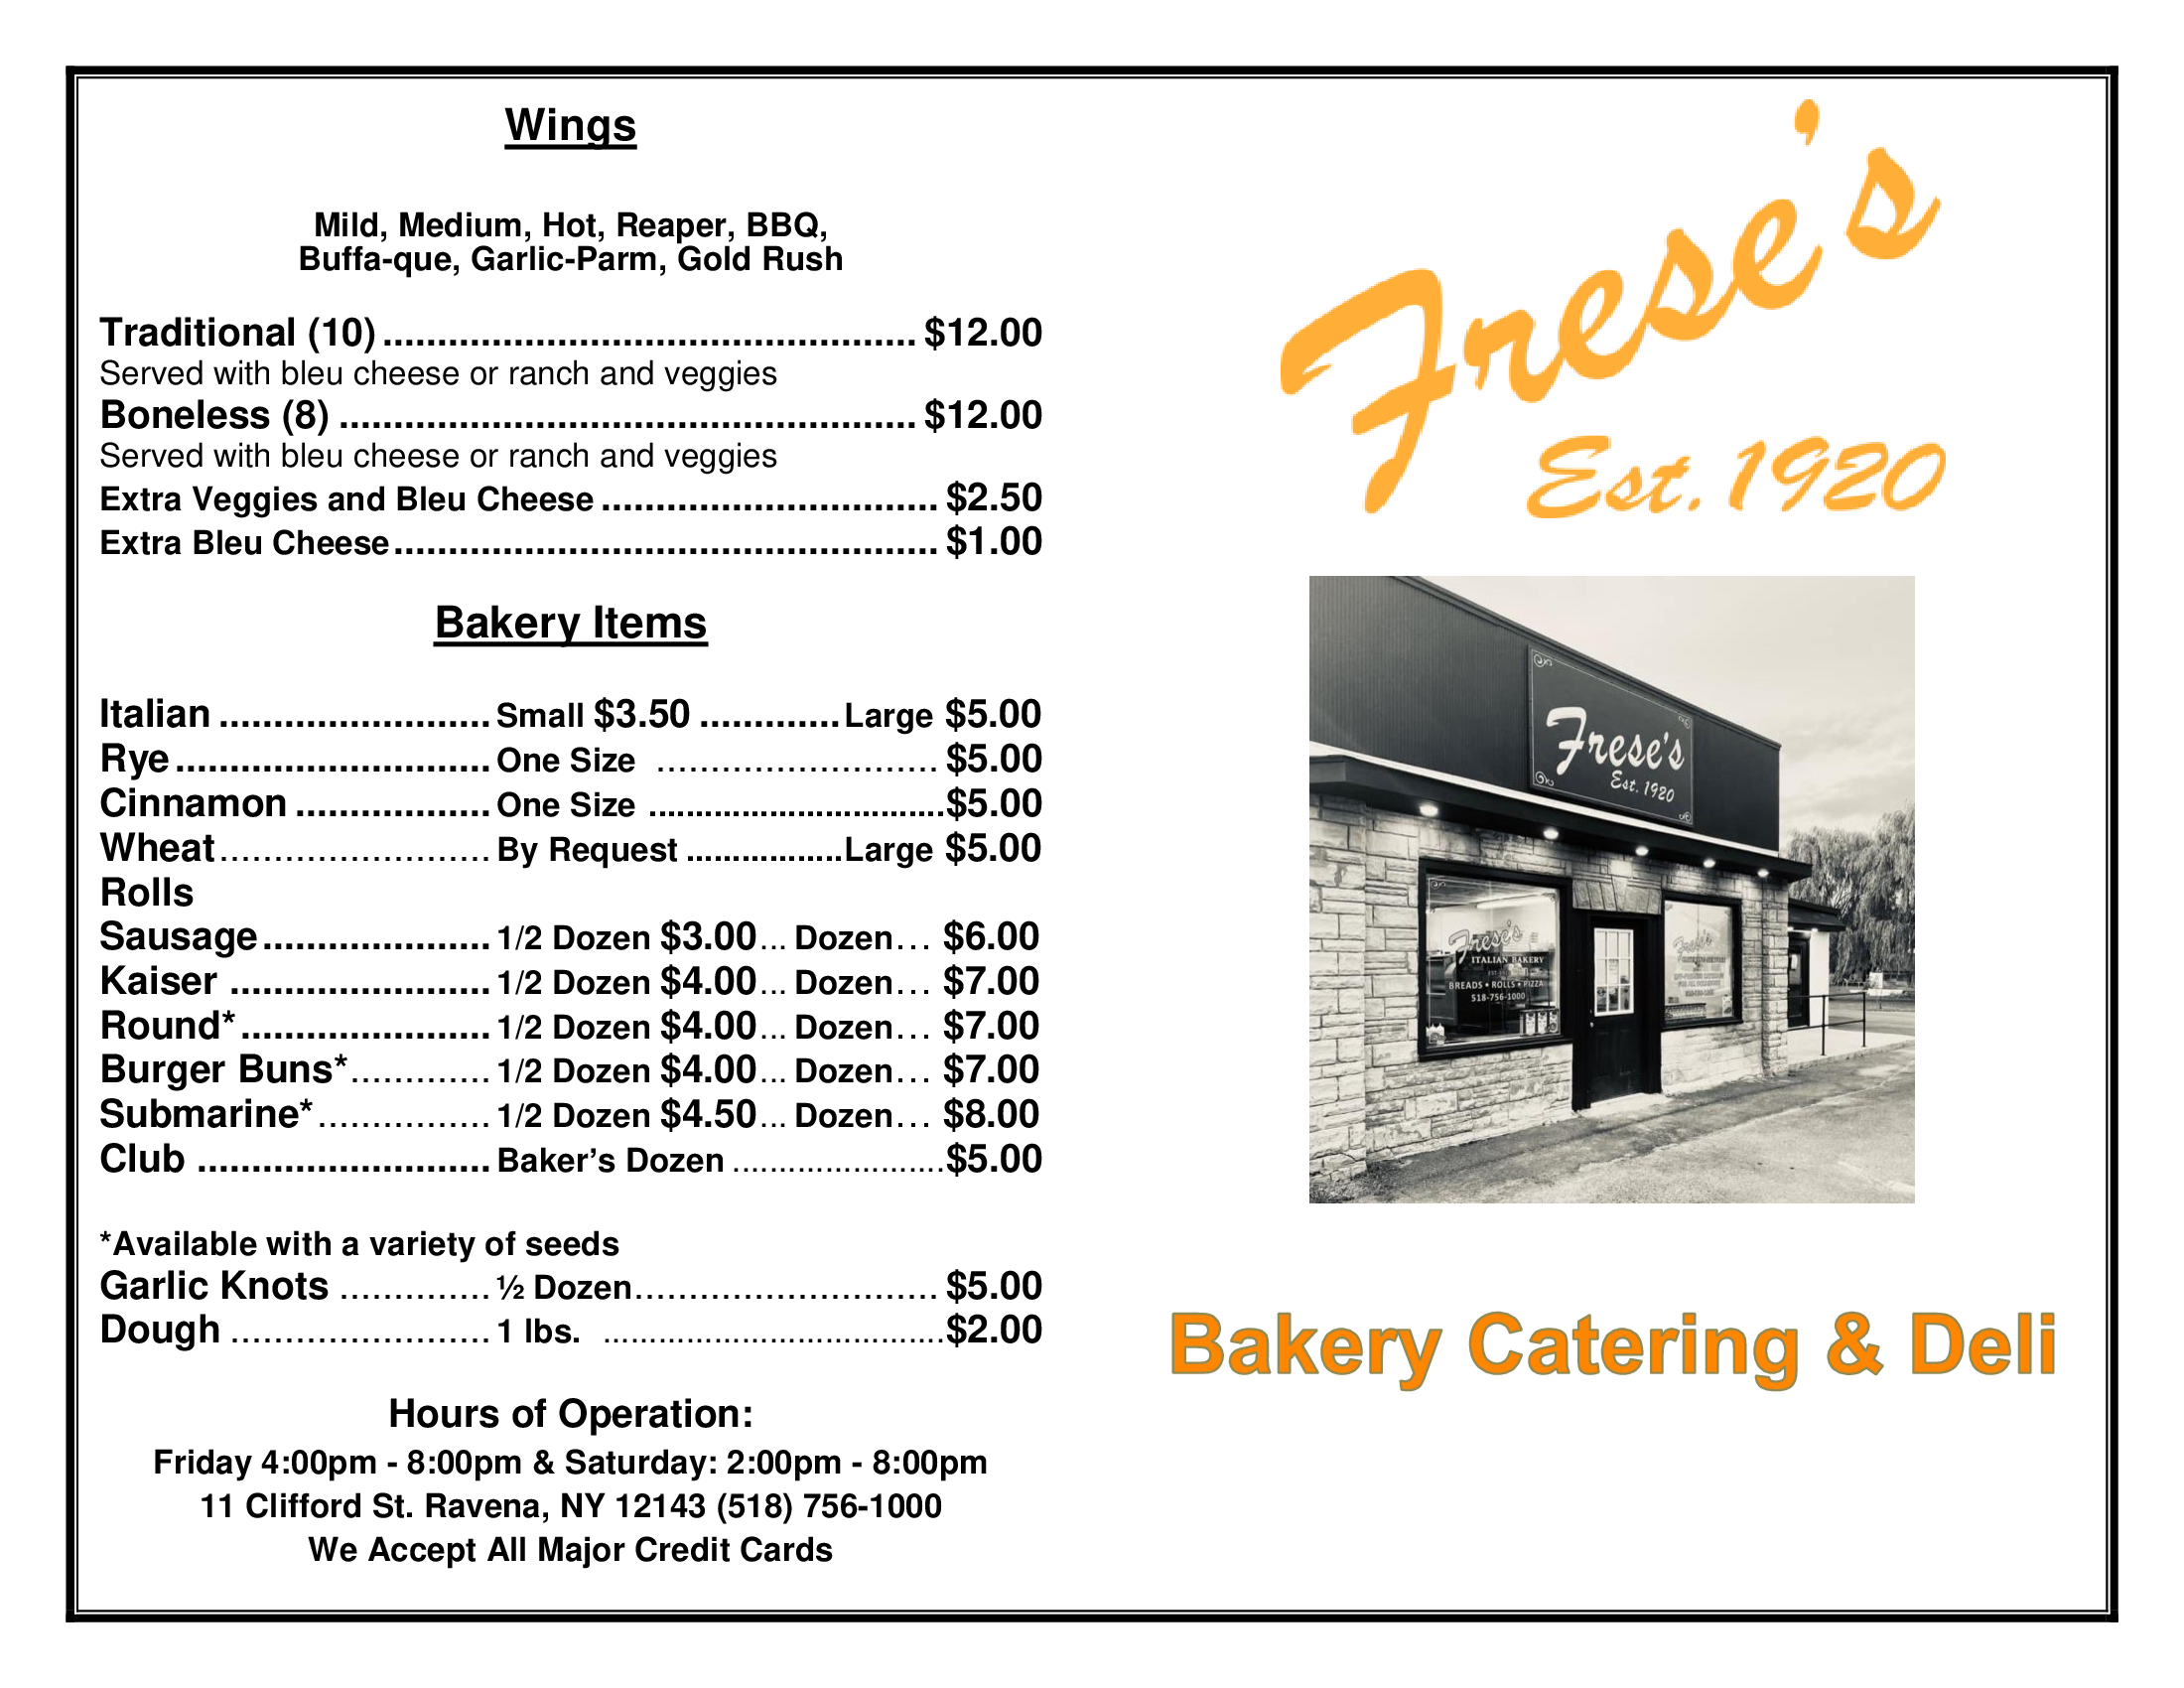 Wings
Mild, Medium, Hot, Reaper, BBQ,
Buffa-que, Garlic-Parm, Gold Rush
Traditional (10) ................................................ $12.00
Served with bleu cheese or ranch and veggies
Boneless (8) .................................................... $12.00
Served with bleu cheese or ranch and veggies
Extra Veggies and Bleu Cheese ............................... $2.50
Extra Bleu Cheese.................................................. $1.00
Bakery Items
Italian ......................... Small $3.50 ............. Large $5.00
Rye ............................. One Size .......................... $5.00
Cinnamon .................. One Size ................................$5.00
Wheat......................... By Request .................Large $5.00
Rolls
Sausage..................... 1/2 Dozen $3.00... Dozen... $6.00
Kaiser ........................ 1/2 Dozen $4.00... Dozen... $7.00
Round*....................... 1/2 Dozen $4.00... Dozen... $7.00
Burger Buns*............. 1/2 Dozen $4.00... Dozen... $7.00
Submarine*................ 1/2 Dozen $4.50... Dozen... $8.00
Club ........................... Baker’s Dozen .......................$5.00
*Available with a variety of seeds
Garlic Knots .............. ½ Dozen............................ $5.00
Dough ........................ 1 lbs. .....................................$2.00
Hours of Operation:
Friday 4:00pm - 8:00pm & Saturday: 2:00pm - 8:00pm
11 Clifford St. Ravena, NY 12143 (518) 756-1000
We Accept All Major Credit Cards
Frese's
Est. 1920
Frese's
Est. 1920
Frese's
ITALIAN BAKERY
BREADS • ROLLS • PIZZA
518-756-1000
Frese's
Bakery Catering & Deli